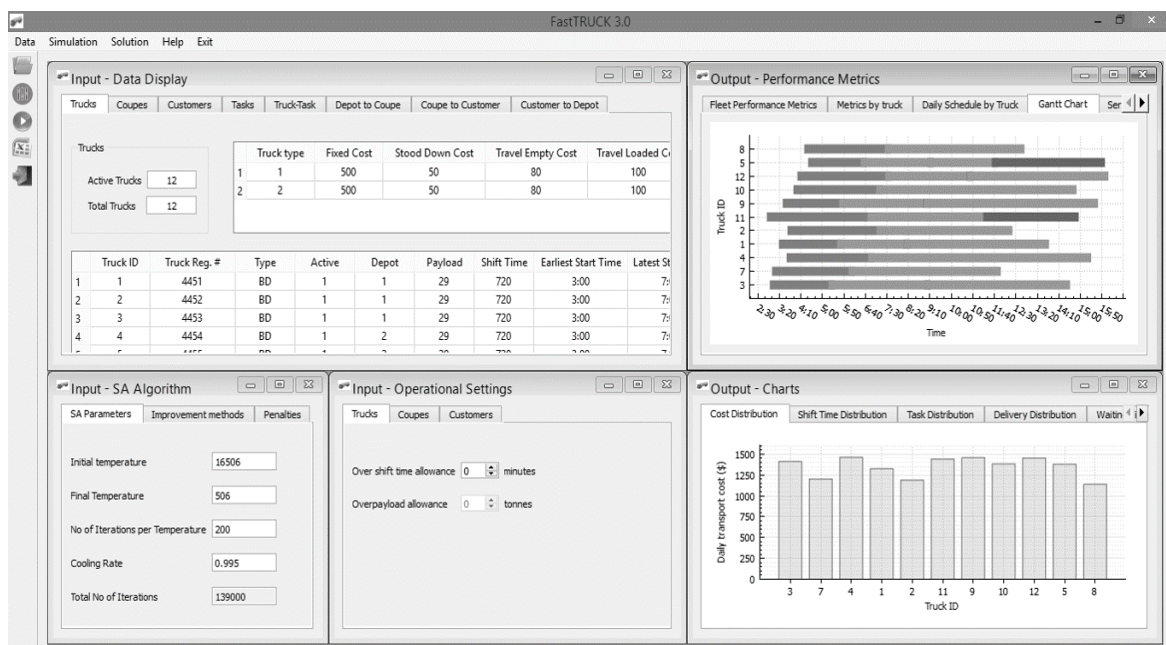 FastTRUCK 3.0
Data Simulation Solution Help Exit
Input - Data Display
Trucks Coupes Customers Tasks Truck-Task Depot to Coupe Coupe to Customer Customer to Depot
Trucks
Active Trucks 12
Total Trucks 12
Truck type Fixed Cost Stood Down Cost Travel Empty Cost Travel Loaded
1 1 500 50 80 100
2 2 500 50 80 100
Truck ID Truck Reg. # Type Active Depot Payload Shift Time Earliest Start Time Latest
1 1 4451 BD 1 1 29 720 3:00
2 2 4452 BD 1 1 29 720 3:00
3 3 4453 BD 1 1 29 720 3:00
4 4 4454 BD 1 2 29 720 3:00
Output - Performance Metrics
Fleet Performance Metrics Metrics by truck Daily Schedule by Truck Gantt Chart Ser
Truck ID
8
5
12
10
9
11
2
1
4
7
3
2:30 3:20 4:10 5:00 5:50 6:40 7:30 8:20 9:10 10:00 10:50 11:40 12:30 13:20 14:10 15:00 15:50
Time
Input - SA Algorithm
SA Parameters Improvement methods Penalties
Initial temperature 16506
Final Temperature 506
No of Iterations per Temperature 200
Cooling Rate 0.995
Total No of Iterations 139000
Input - Operational Settings
Trucks Coupes Customers
Over shift time allowance 0 minutes
Overpayload allowance 0 tonnes
Output - Charts
Cost Distribution Shift Time Distribution Task Distribution Delivery Distribution Waitin
Daily transport cost ($)
1500
1250
1000
750
500
250
0
3 7 4 1 2 11 9 10 12 5 8
Truck ID